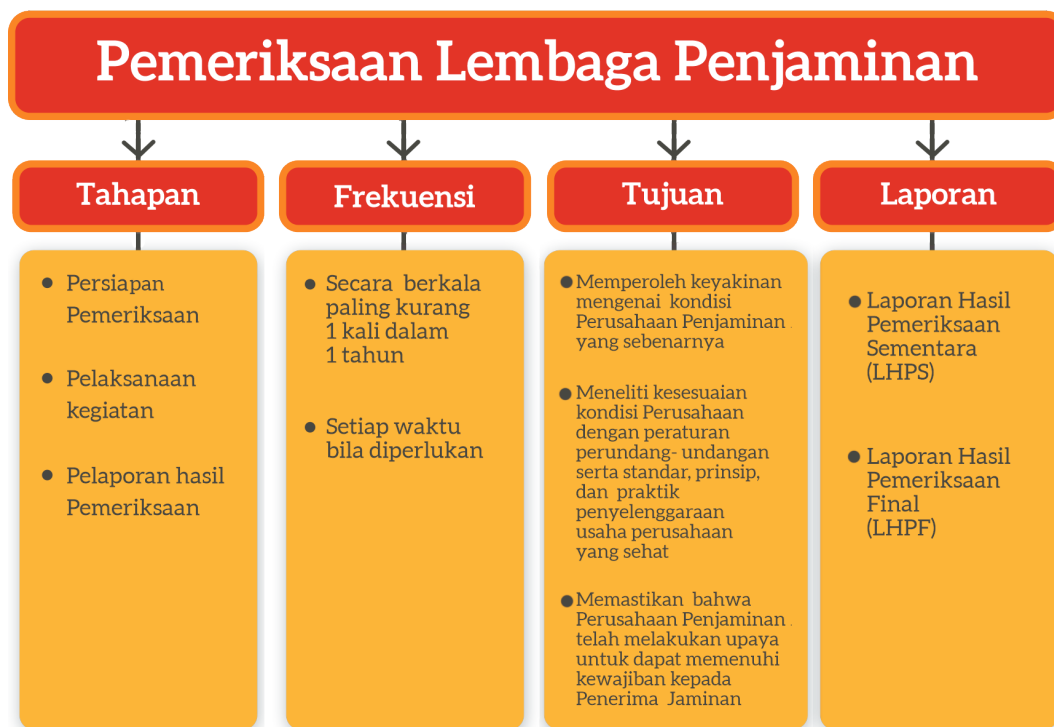 Pemeriksaan Lembaga Penjaminan
Tahapan
Persiapan
Pemeriksaan
Pelaksanaan
kegiatan
Pelaporan hasil
Pemeriksaan
Frekuensi
Secara berkala
paling kurang
1 kali dalam
1 tahun
Setiap waktu
bila diperlukan
Tujuan
Memperoleh keyakinan
mengenai kondisi
Perusahaan Penjaminan
yang sebenarnya
Meneliti kesesuaian
kondisi Perusahaan
dengan peraturan
perundang- undangan
serta standar, prinsip,
dan praktik
penyelenggaraan
usaha perusahaan
yang sehat
Memastikan bahwa
Perusahaan Penjaminan
telah melakukan upaya
untuk dapat memenuhi
kewajiban kepada
Penerima Jaminan
Laporan
Laporan Hasil
Pemeriksaan
Sementara
(LHPS)
Laporan Hasil
Pemeriksaan
Final
(LHPF)